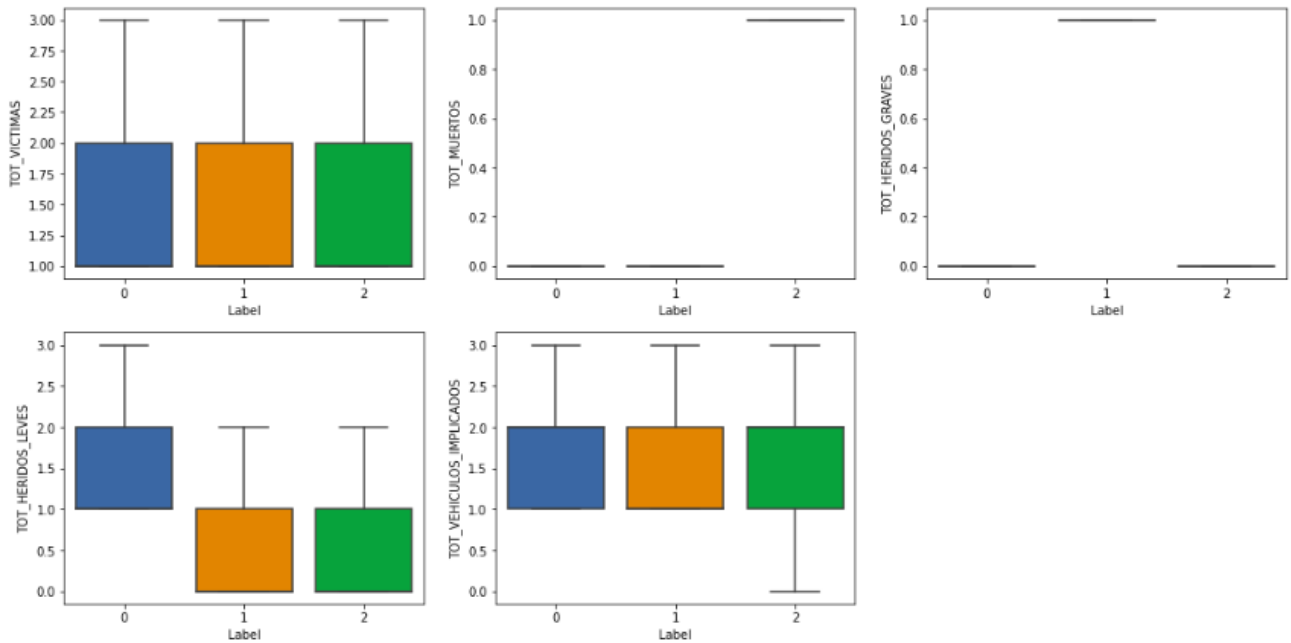 TOT_VICTIMAS
3.00
2.75
2.50
2.25
2.00
1.75
1.50
1.25
1.00
0 1 2
Label
TOT_MUERTOS
1.0
0.8
0.6
0.4
0.2
0.0
0 1 2
Label
TOT_HERIDOS_GRAVES
1.0
0.8
0.6
0.4
0.2
0.0
0 1 2
Label
TOT_HERIDOS_LEVES
3.0
2.5
2.0
1.5
1.0
0.5
0.0
0 1 2
Label
TOT_VEHICULOS_IMPLICADOS
3.0
2.5
2.0
1.5
1.0
0.5
0.0
0 1 2
Label